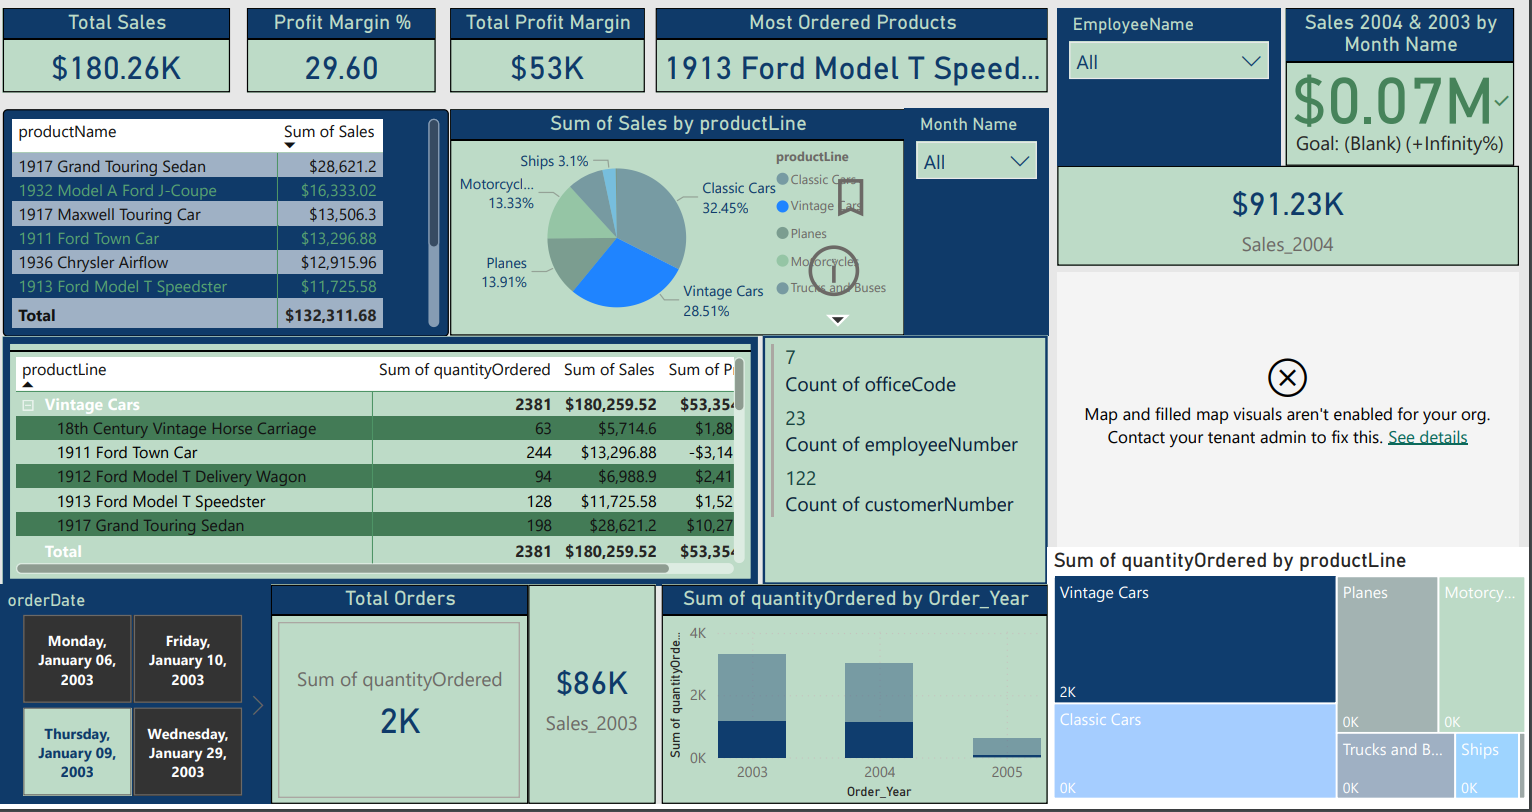 Total Sales
$180.26K
Profit Margin %
29.60
Total Profit Margin
$53K
Most Ordered Products
1913 Ford Model T Speed...
EmployeeName
All
Sales 2004 & 2003 by
Month Name
$0.07M
Goal: (Blank) (+Infinity%)
productName Sum of Sales
1917 Grand Touring Sedan $28,621.2
1932 Model A Ford J-Coupe $16,333.02
1917 Maxwell Touring Car $13,506.3
1911 Ford Town Car $13,296.88
1936 Chrysler Airflow $12,915.96
1913 Ford Model T Speedster $11,725.58
Total $132,311.68
Sum of Sales by productLine
Ships 3.1%
Motorcycl...
13.33%
Planes
13.91%
Classic Cars
32.45%
Vintage Cars
28.51%
productLine
Classic Cars
Vintage Cars
Planes
Motorcycles
Trucks and Buses
Month Name
All
$91.23K
Sales_2004
Map and filled map visuals aren't enabled for your org.
Contact your tenant admin to fix this. See details
productLine Sum of quantityOrdered Sum of Sales Sum of P
Vintage Cars 2381 $180,259.52 $53,354
18th Century Vintage Horse Carriage 63 $5,714.6 $1,88
1911 Ford Town Car 244 $13,296.88 -$3,14
1912 Ford Model T Delivery Wagon 94 $6,988.9 $2,41
1913 Ford Model T Speedster 128 $11,725.58 $1,52
1917 Grand Touring Sedan 198 $28,621.2 $10,27
Total 2381 $180,259.52 $53,354
7
Count of officeCode
23
Count of employeeNumber
122
Count of customerNumber
orderDate
Monday,
January 06,
2003
Friday,
January 10,
2003
Thursday,
January 09,
2003
Wednesday,
January 29,
2003
Total Orders
Sum of quantityOrdered
2K
$86K
Sales_2003
Sum of quantityOrdered by Order_Year
Sum of quantityOrde...
4K
2K
0K
2003
2004
2005
Order_Year
Sum of quantityOrdered by productLine
Vintage Cars
2K
Classic Cars
0K
Planes
0K
Motorcy...
0K
Trucks and B...
0K
Ships
0K